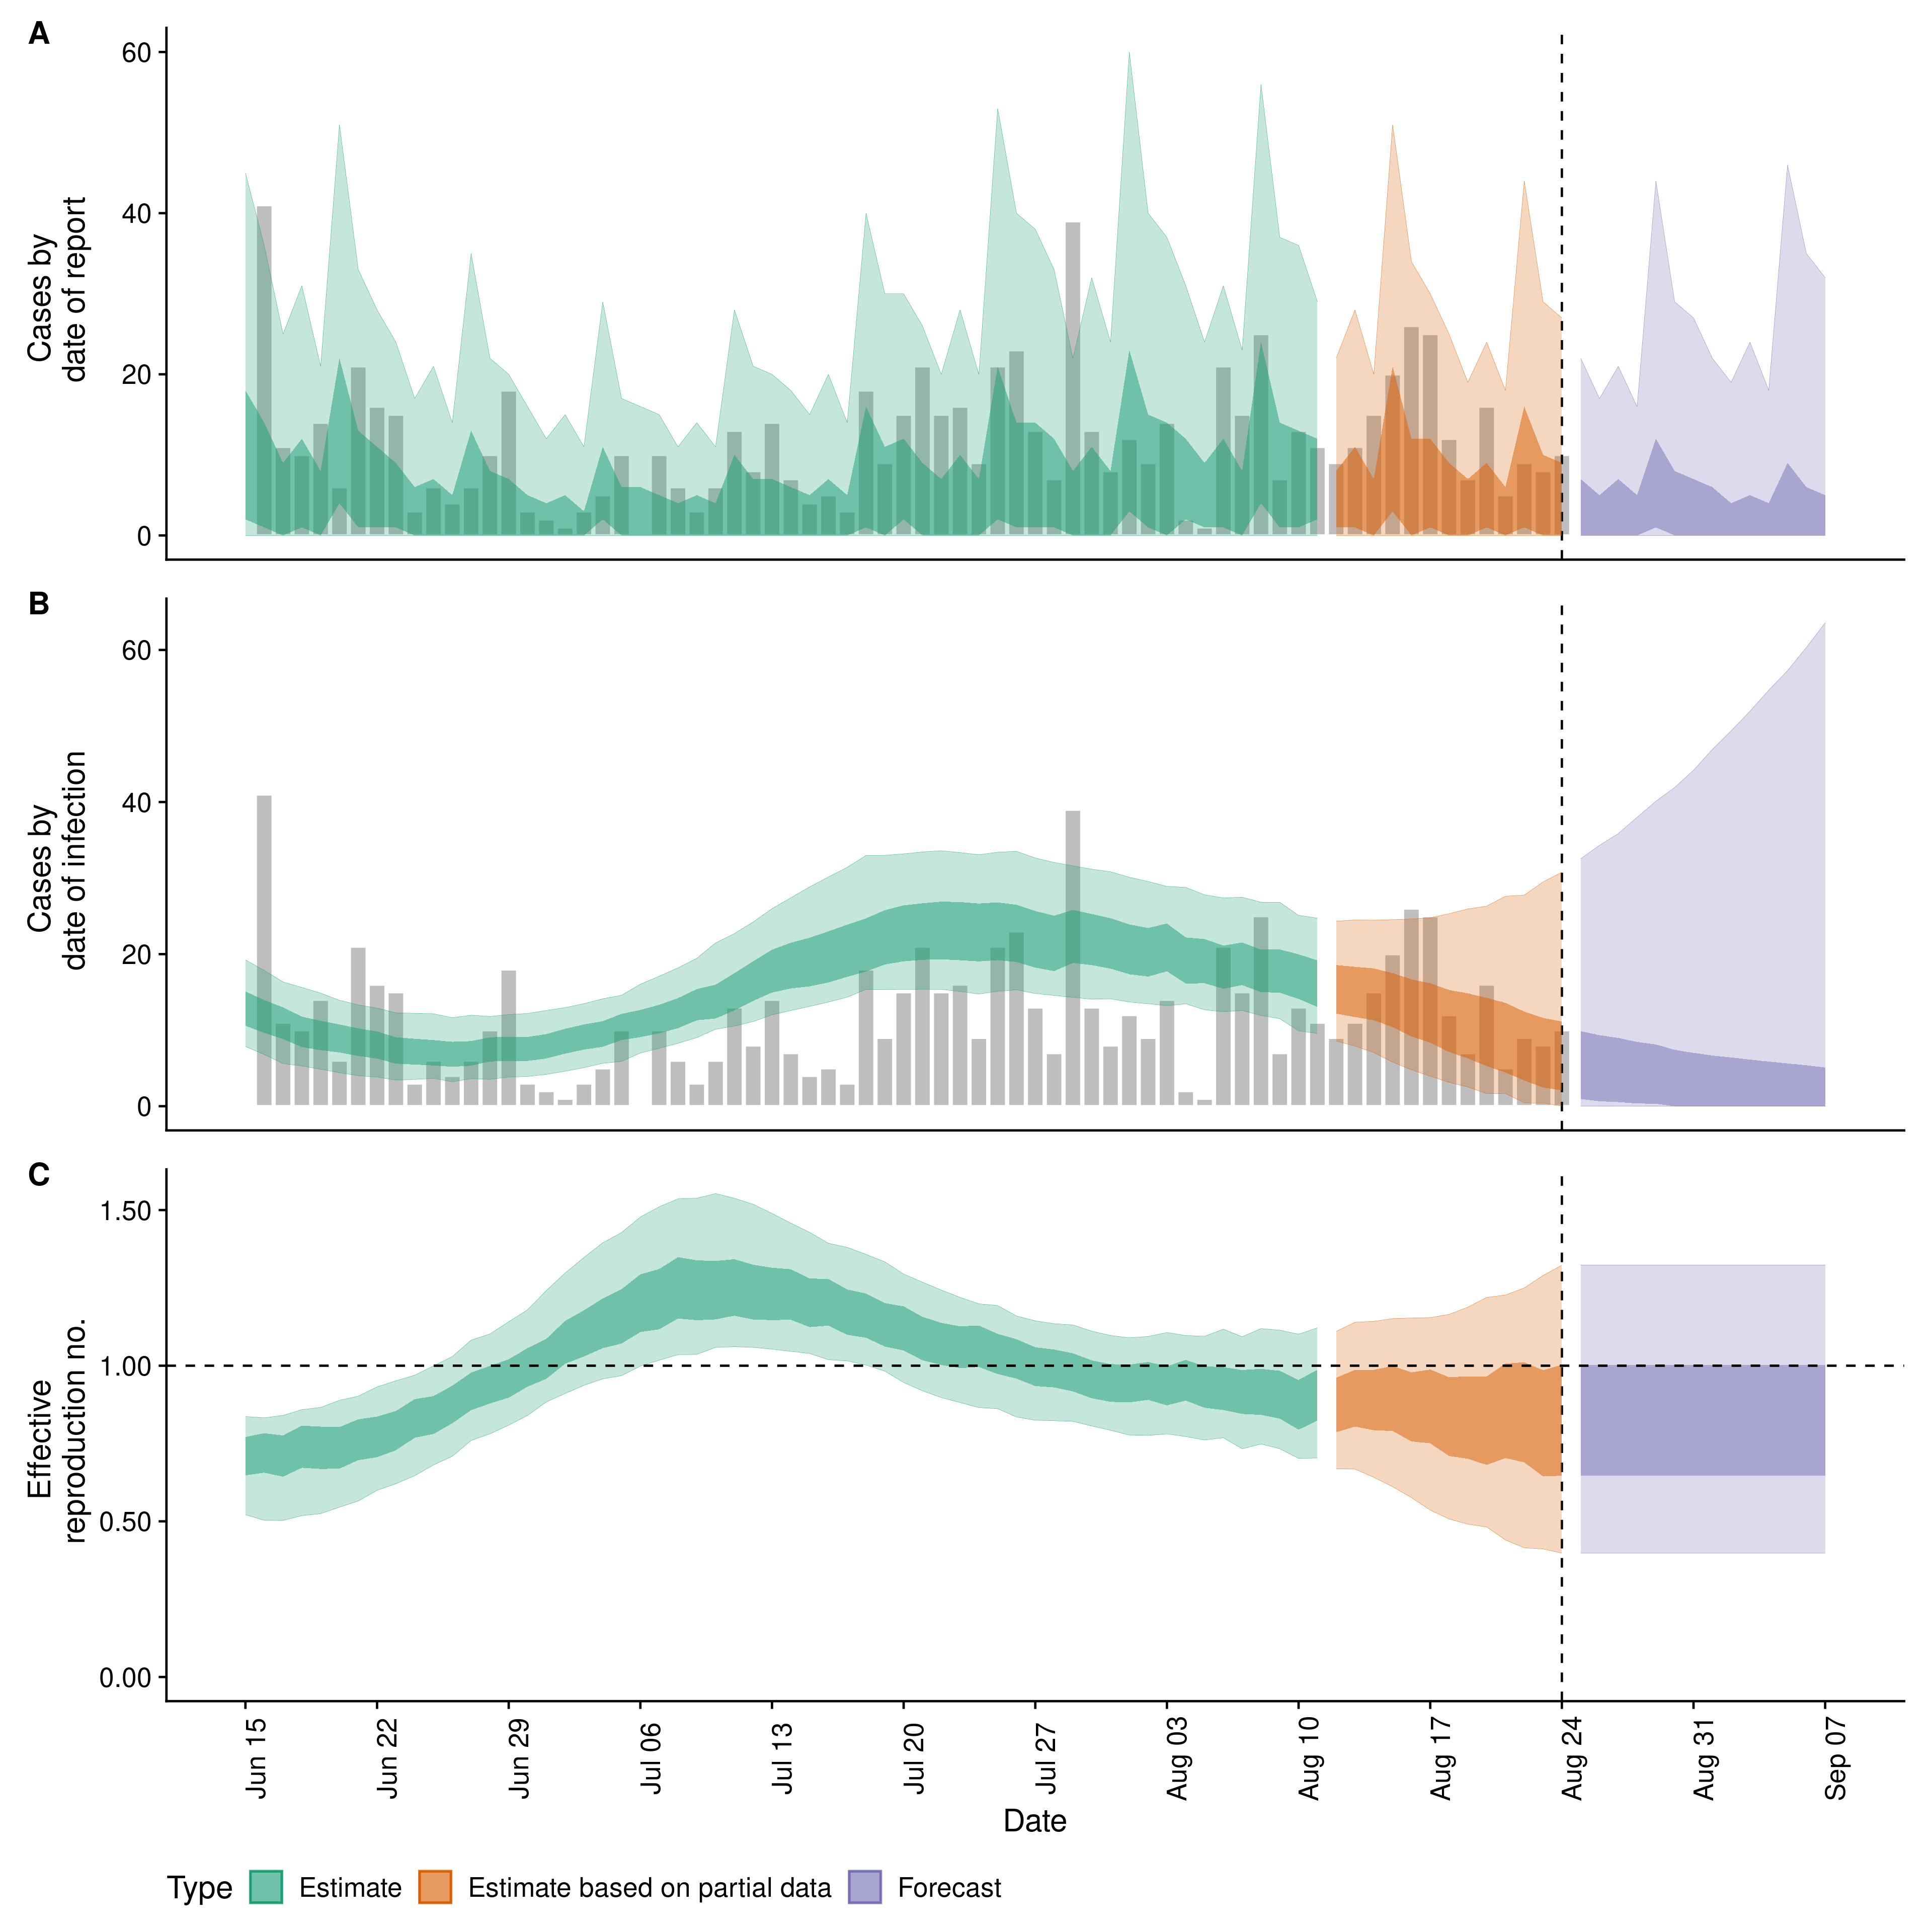 A
60
40
20
0
Cases by
date of report
B
60
40
20
0
Cases by
date of infection
C
1.50
1.00
0.50
0.00
Effective
reproduction no.
Jun 15
Jun 22
Jun 29
Jul 06
Jul 13
Jul 20
Jul 27
Aug 03
Aug 10
Aug 17
Aug 24
Aug 31
Sep 07
Date
Type
Estimate
Estimate based on partial data
Forecast